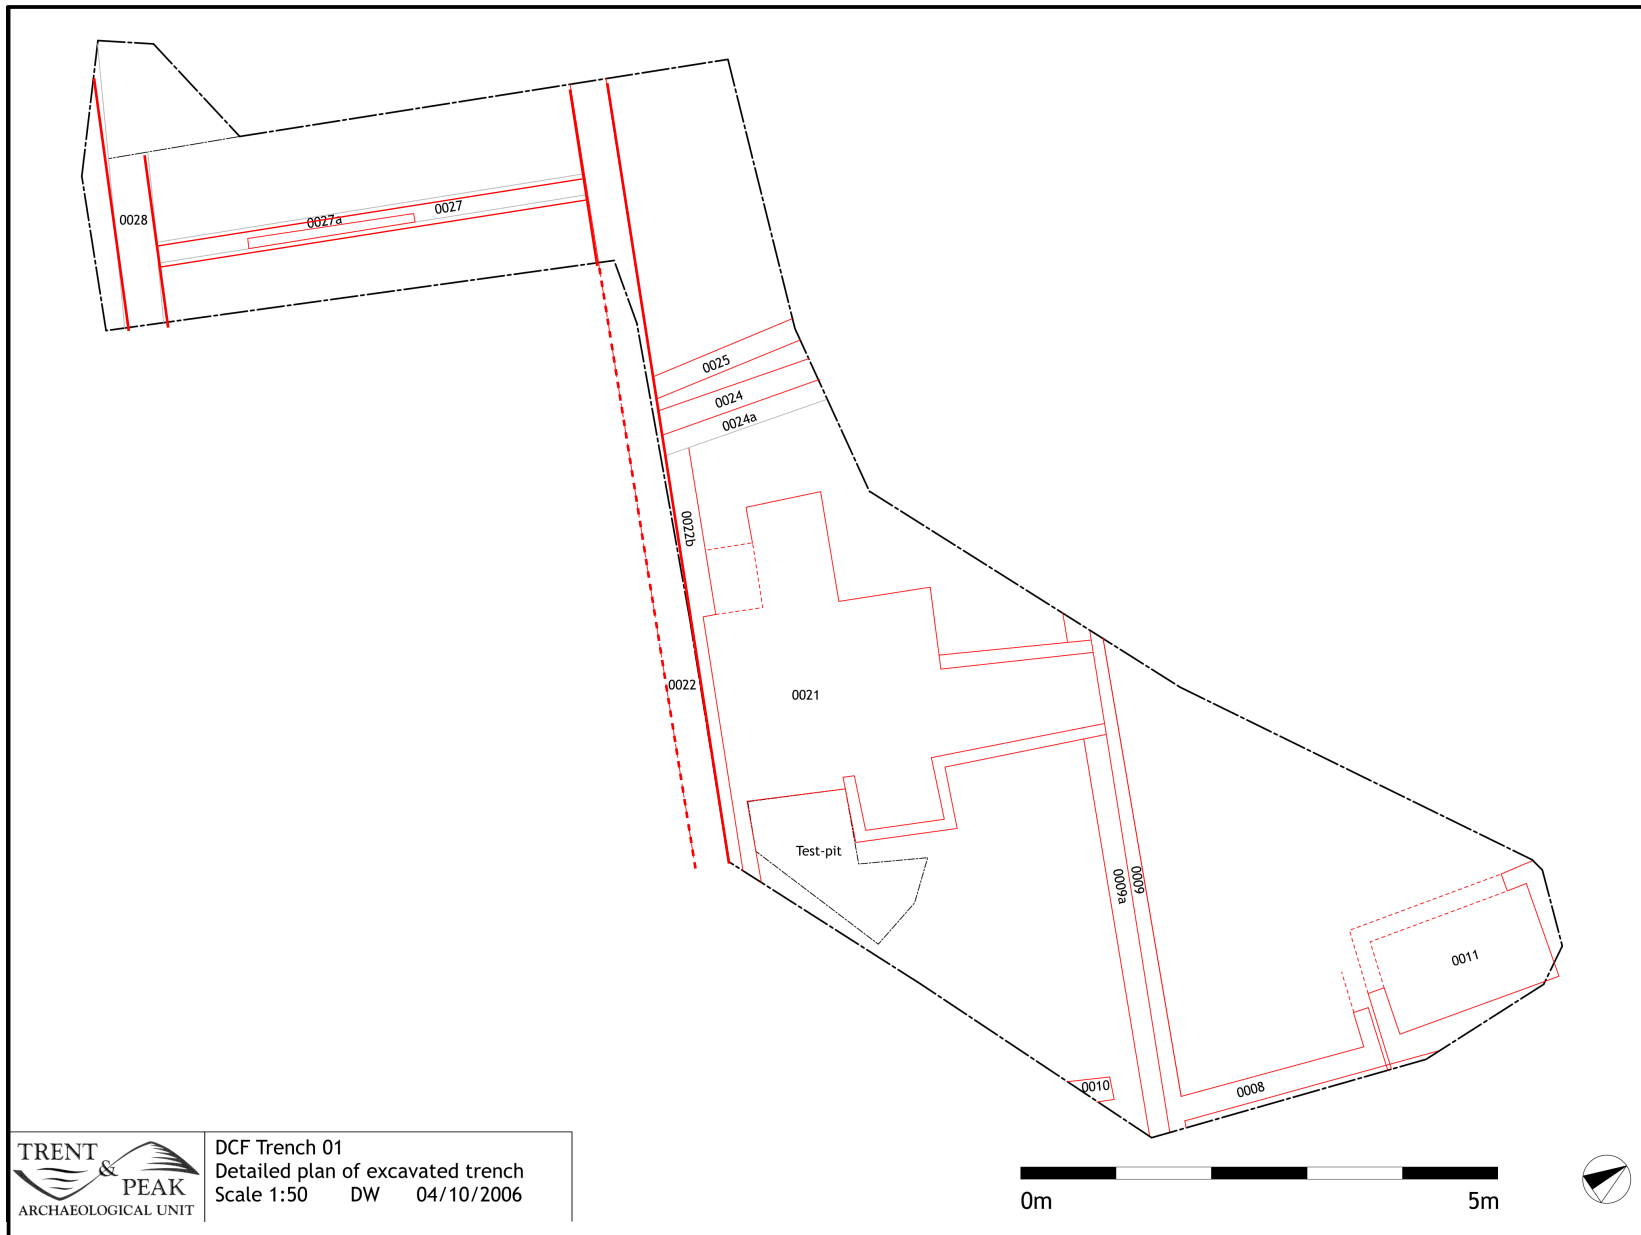 0028
0027a
0027
0025
0024
0024a
0022b
0022
0021
Test-pit
0009
0009a
0011
0010
0008
TRENT
&
PEAK
ARCHAEOLOGICAL UNIT
DCF Trench 01
Detailed plan of excavated trench
Scale 1:50 DW 04/10/2006
0m 5m